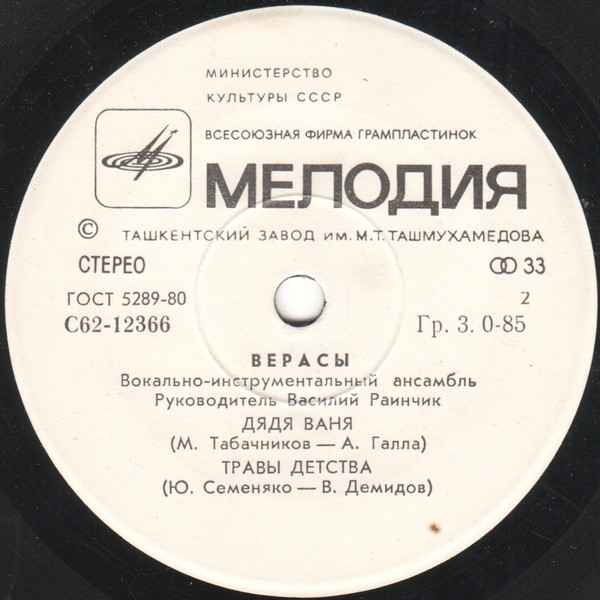 МИНИСТЕРСТВО
КУЛЬТУРЫ СССР
ВСЕСОЮЗНАЯ ФИРМА ГРАМПЛАСТИНОК
МЕЛОДИЯ
© ТАШКЕНТСКИЙ ЗАВОД ИМ. М.Т. ТАШМУХАМЕДОВА
СТЕРЕО 33
ГОСТ 5289-80 2
С62-12366 Гр. 3. 0-85
ВЕРАСЫ
Вокально-инструментальный ансамбль
Руководитель Василий Раинчик
ДЯДЯ ВАНЯ
(М. Табачников — А. Галла)
ТРАВЫ ДЕТСТВА
(Ю. Семеняко — В. Демидов)